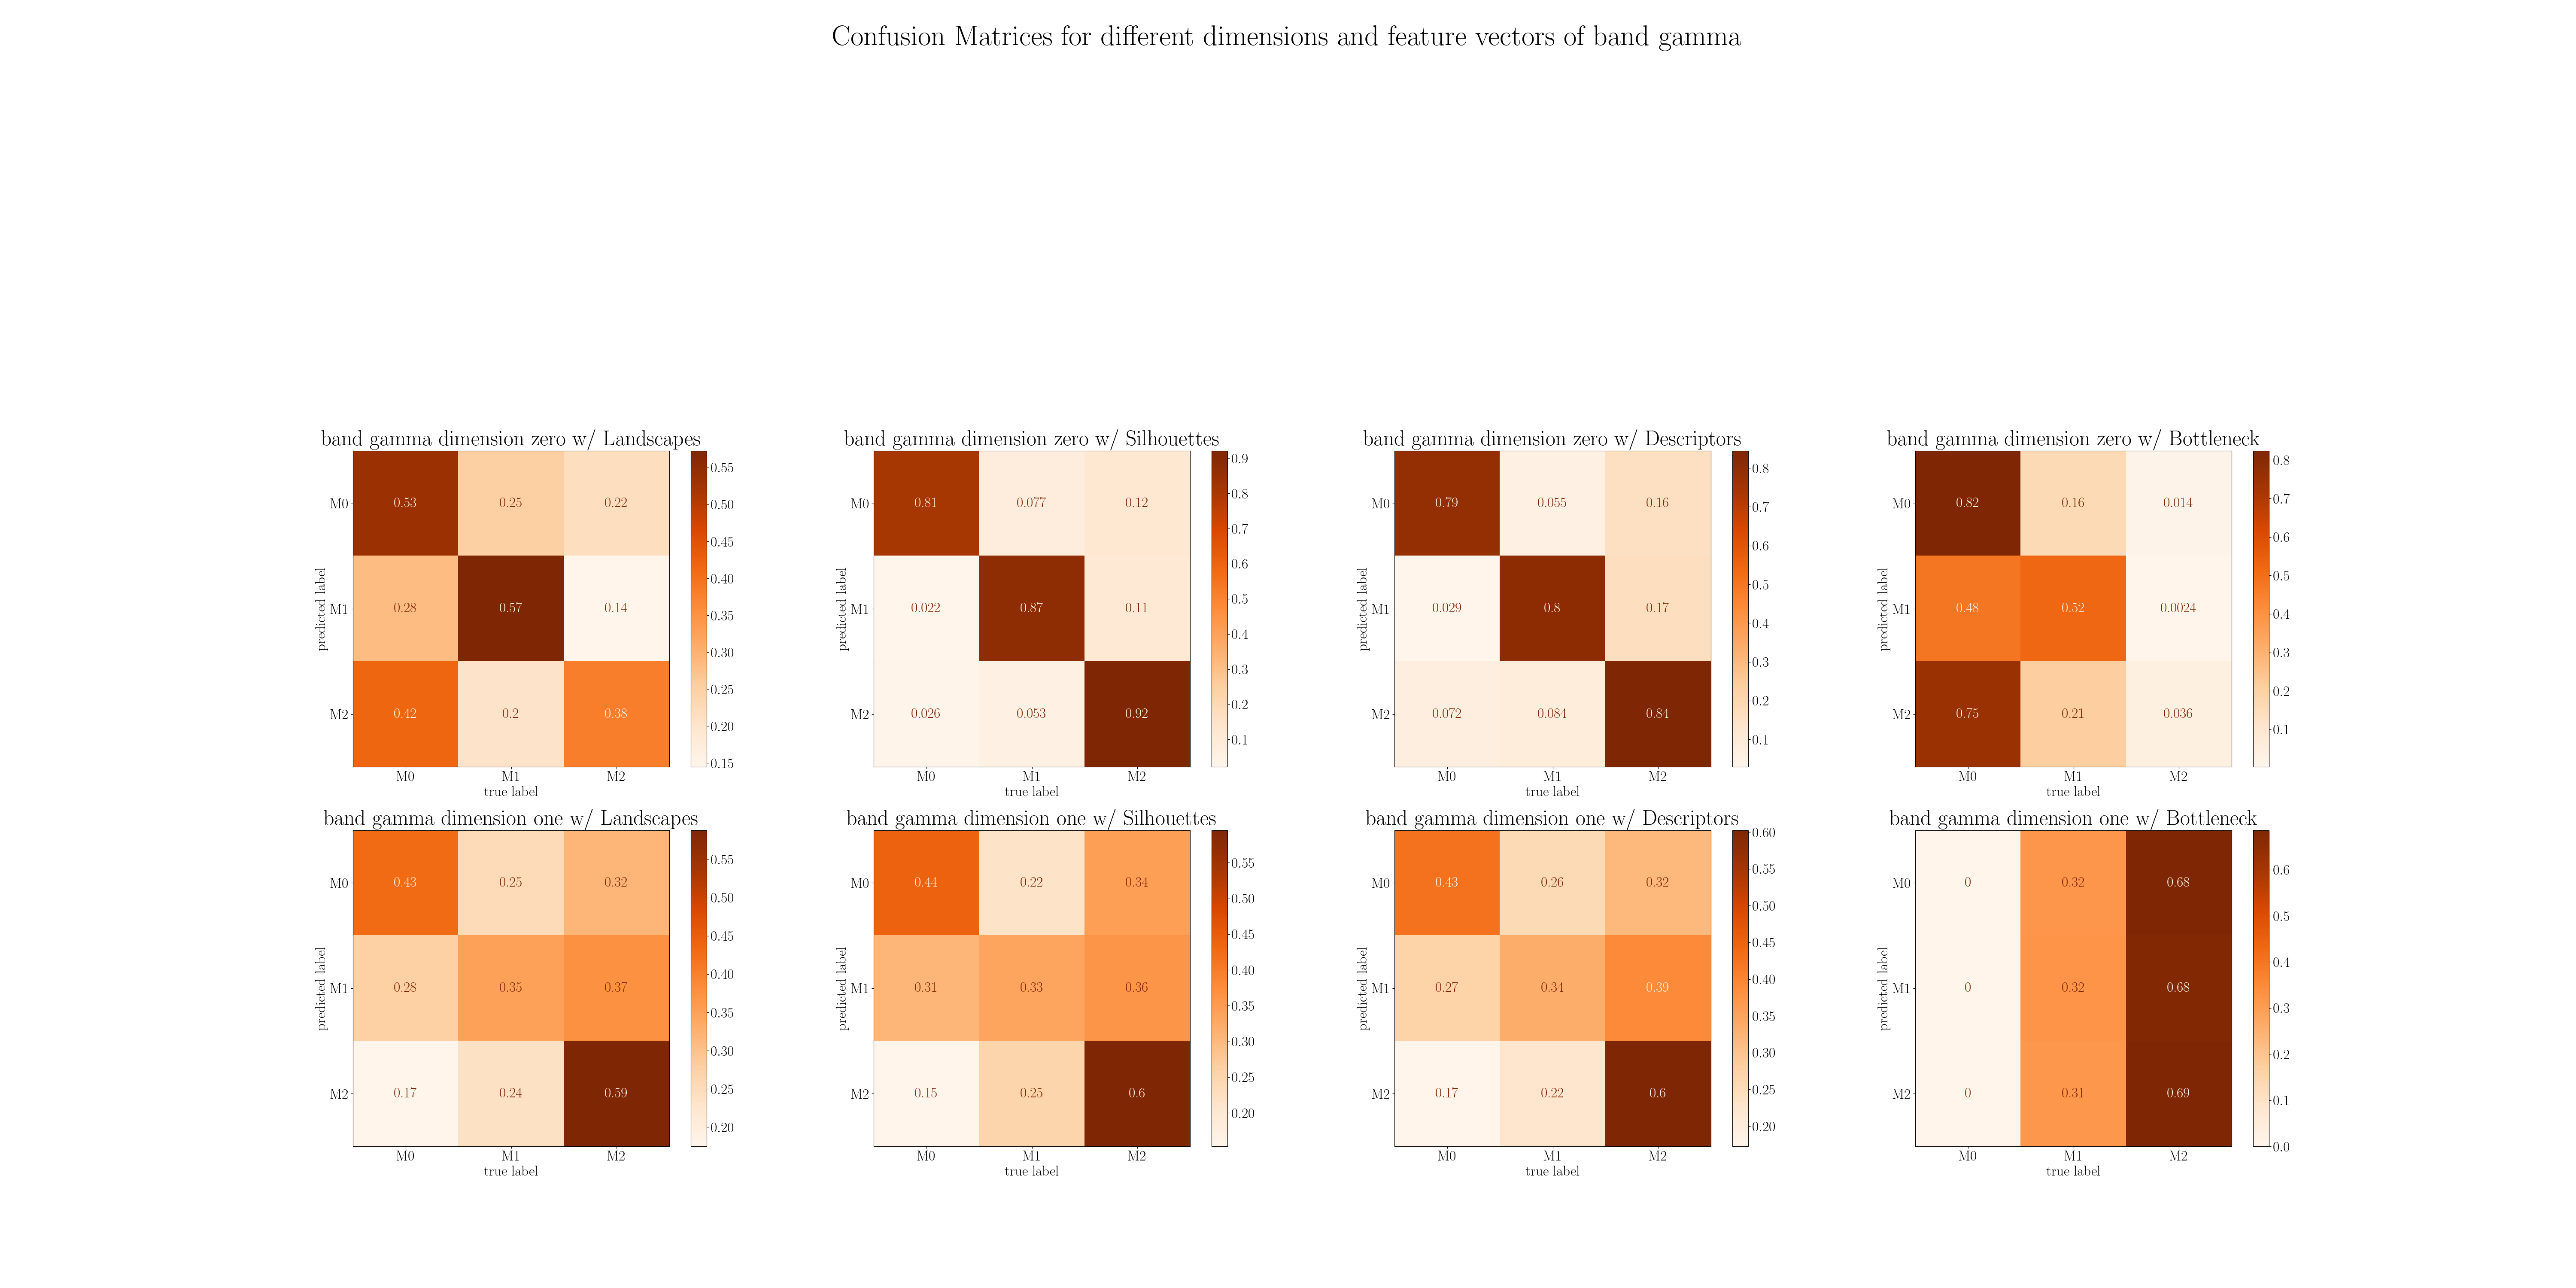 Confusion Matrices for different dimensions and feature vectors of band gamma
band gamma dimension zero w/ Landscapes
predicted label
M0 0.53 0.25 0.22
M1 0.28 0.57 0.14
M2 0.42 0.2 0.38
M0 M1 M2
true label
0.55
0.50
0.45
0.40
0.35
0.30
0.25
0.20
0.15
band gamma dimension zero w/ Silhouettes
predicted label
M0 0.81 0.077 0.12
M1 0.022 0.87 0.11
M2 0.026 0.053 0.92
M0 M1 M2
true label
0.9
0.8
0.7
0.6
0.5
0.4
0.3
0.2
0.1
band gamma dimension zero w/ Descriptors
predicted label
M0 0.79 0.055 0.16
M1 0.029 0.8 0.17
M2 0.072 0.084 0.84
M0 M1 M2
true label
0.8
0.7
0.6
0.5
0.4
0.3
0.2
0.1
band gamma dimension zero w/ Bottleneck
predicted label
M0 0.82 0.16 0.014
M1 0.48 0.52 0.0024
M2 0.75 0.21 0.036
M0 M1 M2
true label
0.8
0.7
0.6
0.5
0.4
0.3
0.2
0.1
band gamma dimension one w/ Landscapes
predicted label
M0 0.43 0.25 0.32
M1 0.28 0.35 0.37
M2 0.17 0.24 0.59
M0 M1 M2
true label
0.55
0.50
0.45
0.40
0.35
0.30
0.25
0.20
band gamma dimension one w/ Silhouettes
predicted label
M0 0.44 0.22 0.34
M1 0.31 0.33 0.36
M2 0.15 0.25 0.6
M0 M1 M2
true label
0.55
0.50
0.45
0.40
0.35
0.30
0.25
0.20
band gamma dimension one w/ Descriptors
predicted label
M0 0.43 0.26 0.32
M1 0.27 0.34 0.39
M2 0.17 0.22 0.6
M0 M1 M2
true label
0.60
0.55
0.50
0.45
0.40
0.35
0.30
0.25
0.20
band gamma dimension one w/ Bottleneck
predicted label
M0 0 0.32 0.68
M1 0 0.32 0.68
M2 0 0.31 0.69
M0 M1 M2
true label
0.6
0.5
0.4
0.3
0.2
0.1
0.0